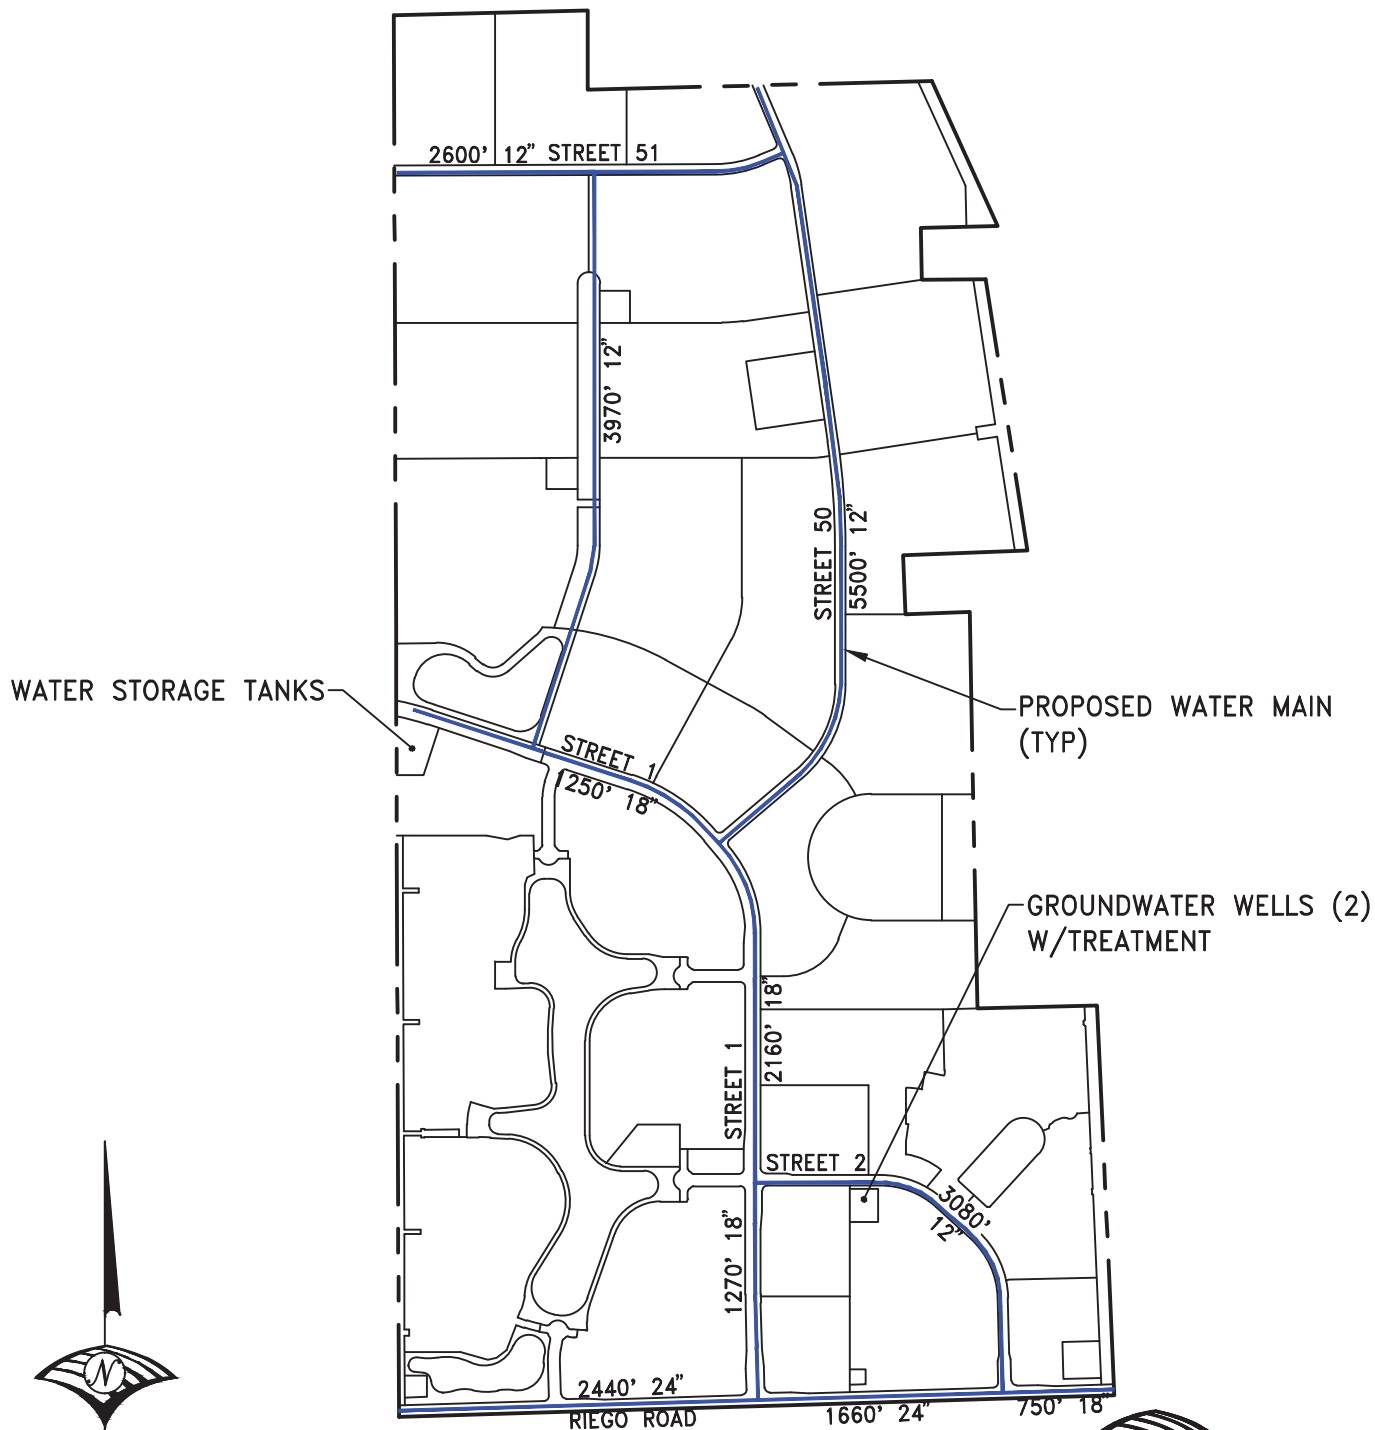 2600' 12" STREET 51
3970' 12"
STREET 50
5500' 12"
WATER STORAGE TANKS
PROPOSED WATER MAIN
(TYP)
STREET 1
1250' 18"
GROUNDWATER WELLS (2)
W/TREATMENT
2160' 18"
STREET 1
STREET 2
3080'
12"
1270' 18"
N
2440' 24"
RIEGO ROAD
1660' 24"
750' 18"